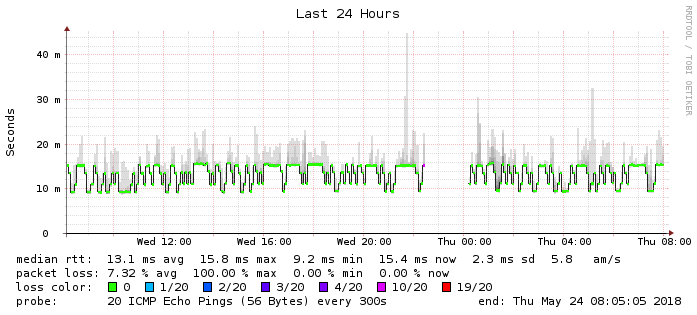 Last 24 Hours
RRDTOOL / TOBI OETIKER
Seconds
40 m
30 m
20 m
10 m
0
Wed 12:00 Wed 16:00 Wed 20:00 Thu 00:00 Thu 04:00 Thu 08:00
median rtt: 13.1 ms avg 15.8 ms max 9.2 ms min 15.4 ms now 2.3 ms sd 5.8 am/s
packet loss: 7.32 % avg 100.00 % max 0.00 % min 0.00 % now
loss color: 0 1/20 2/20 3/20 4/20 10/20 19/20
probe: 20 ICMP Echo Pings (56 Bytes) every 300s end: Thu May 24 08:05:05 2018